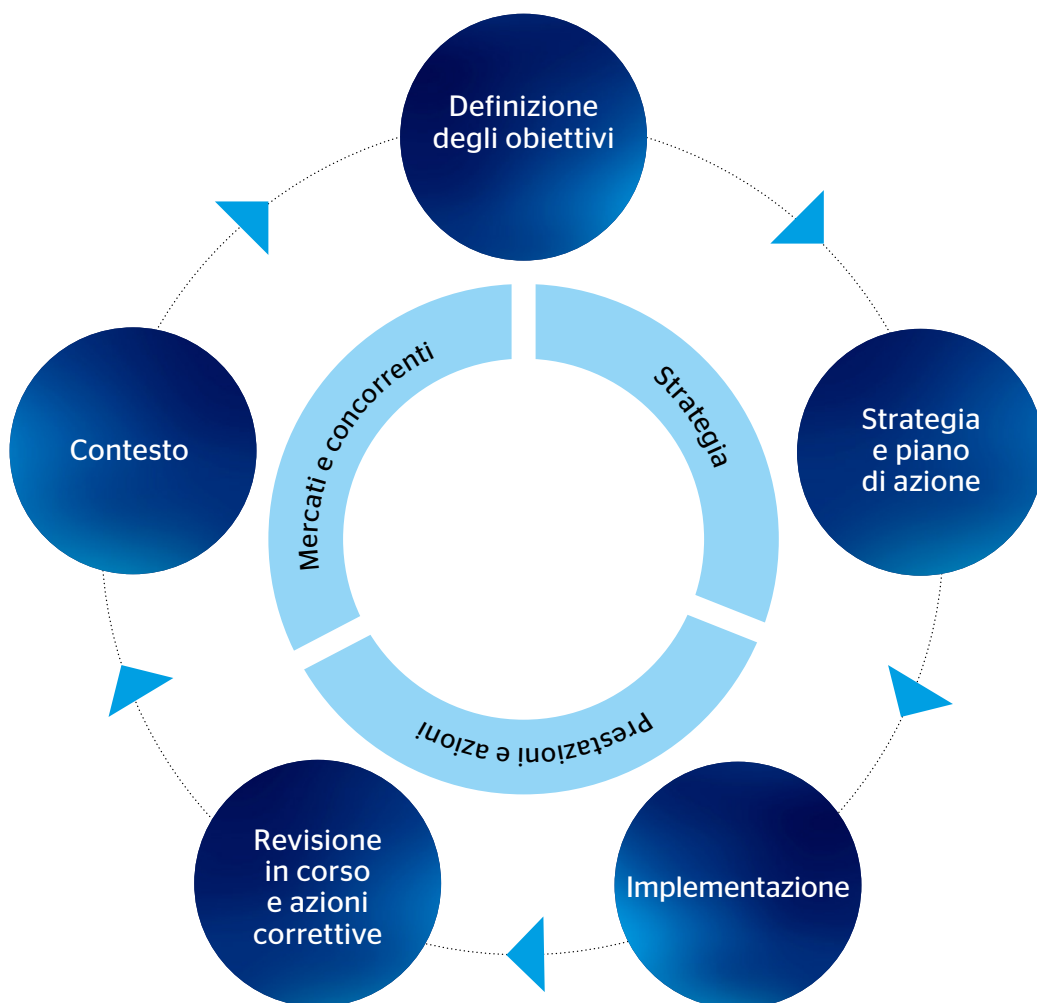 Definizione
degli obiettivi
Strategia
e piano
di azione
Implementazione
Revisione
in corso
e azioni
correttive
Contesto
Mercati e concorrenti
Strategia
Prestazioni e azioni